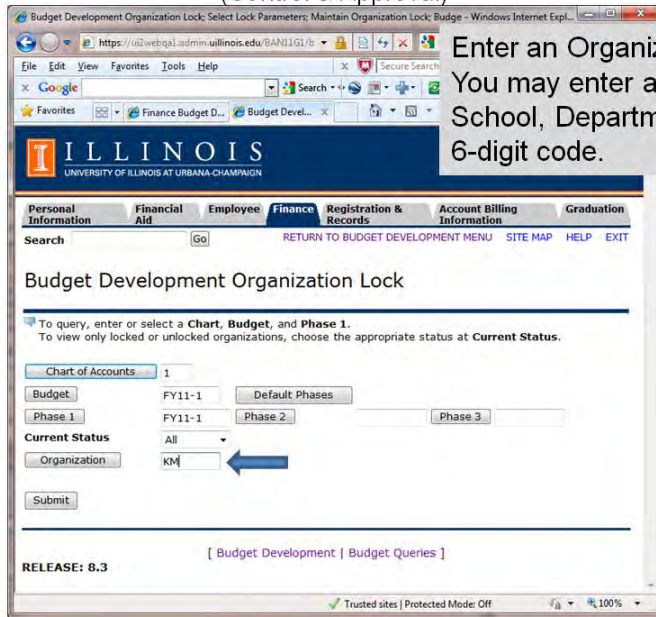 (Control & Approval)
Budget Development Organization Lock; Select Lock Parameters; Maintain Organization Lock; Budge - Windows Internet Expl...
https://ui2webqa1.admin.uillinois.edu/BANI1G1/b
Enter an Organiz
You may enter a
School, Departm
6-digit code.
File Edit View Favorites Tools Help
Secure Search
Google
Search
Favorites
Finance Budget D...
Budget Devel...
ILLINOIS
UNIVERSITY OF ILLINOIS AT URBANA-CHAMPAIGN
Personal Information Financial Aid Employee Finance Registration & Records Account Billing Information Graduation
Search Go RETURN TO BUDGET DEVELOPMENT MENU SITE MAP HELP EXIT
Budget Development Organization Lock
To query, enter or select a Chart, Budget, and Phase 1.
To view only locked or unlocked organizations, choose the appropriate status at Current Status.
Chart of Accounts 1
Budget FY11-1 Default Phases
Phase 1 FY11-1 Phase 2 Phase 3
Current Status All
Organization KM
Submit
[ Budget Development | Budget Queries ]
RELEASE: 8.3
Trusted sites | Protected Mode: Off 100%